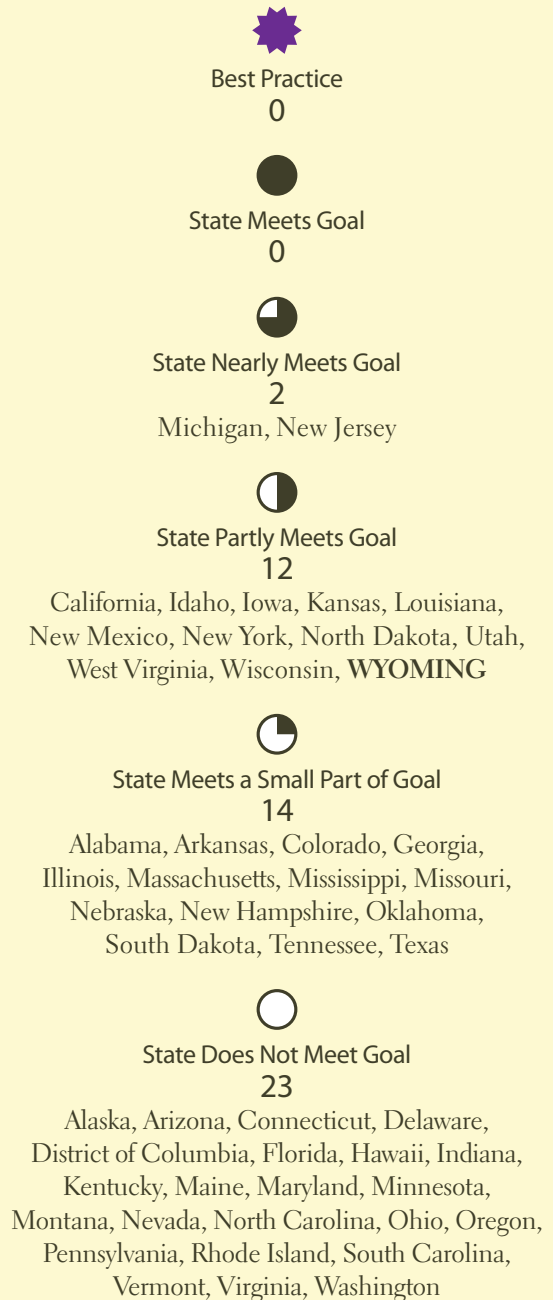 Best Practice
0
State Meets Goal
0
State Nearly Meets Goal
2
Michigan, New Jersey
State Partly Meets Goal
12
California, Idaho, Iowa, Kansas, Louisiana,
New Mexico, New York, North Dakota, Utah,
West Virginia, Wisconsin, WYOMING
State Meets a Small Part of Goal
14
Alabama, Arkansas, Colorado, Georgia,
Illinois, Massachusetts, Mississippi, Missouri,
Nebraska, New Hampshire, Oklahoma,
South Dakota, Tennessee, Texas
State Does Not Meet Goal
23
Alaska, Arizona, Connecticut, Delaware,
District of Columbia, Florida, Hawaii, Indiana,
Kentucky, Maine, Maryland, Minnesota,
Montana, Nevada, North Carolina, Ohio, Oregon,
Pennsylvania, Rhode Island, South Carolina,
Vermont, Virginia, Washington